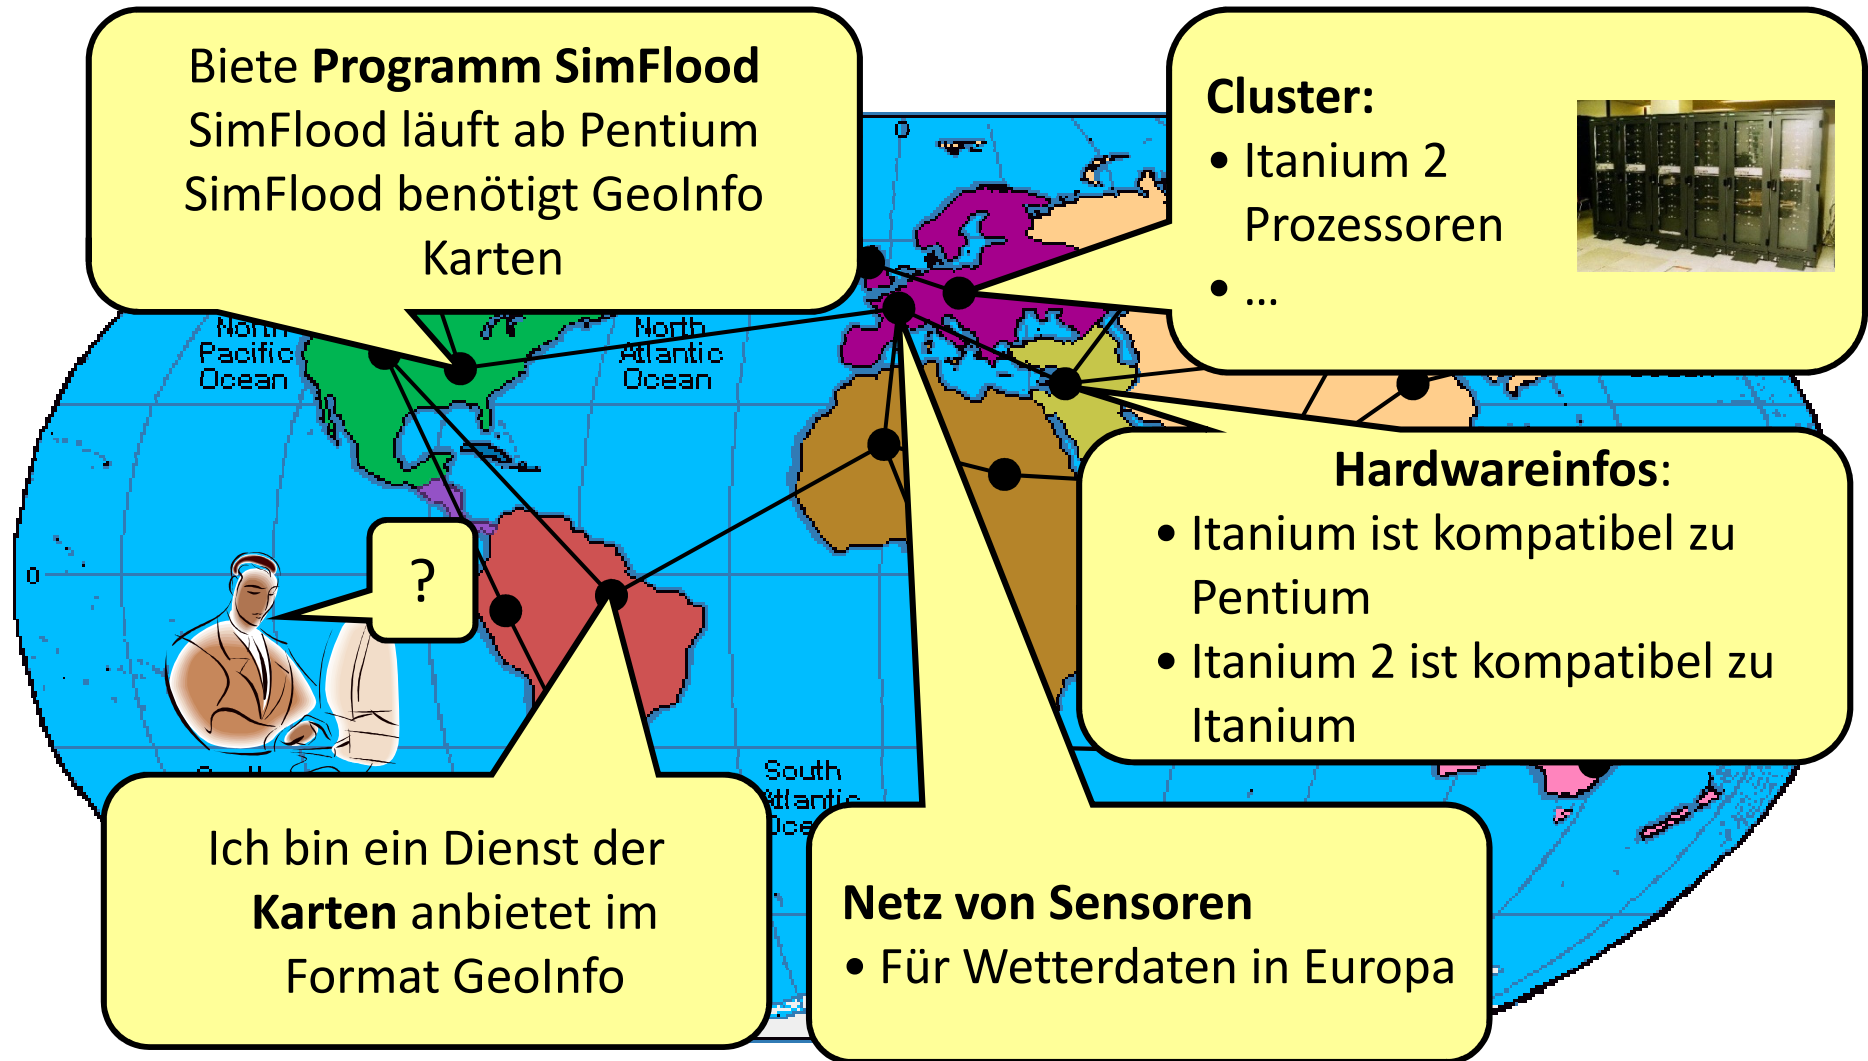 Biete Programm SimFlood
SimFlood läuft ab Pentium
SimFlood benötigt GeoInfo
Karten
Cluster:
• Itanium 2
Prozessoren
• ...
0
North
Pacific
Ocean
North
Atlantic
Ocean
Hardwareinfos:
• Itanium ist kompatibel zu
Pentium
• Itanium 2 ist kompatibel zu
Itanium
?
0
South
Ich bin ein Dienst der
Karten anbietet im
Format GeoInfo
Netz von Sensoren
• Für Wetterdaten in Europa